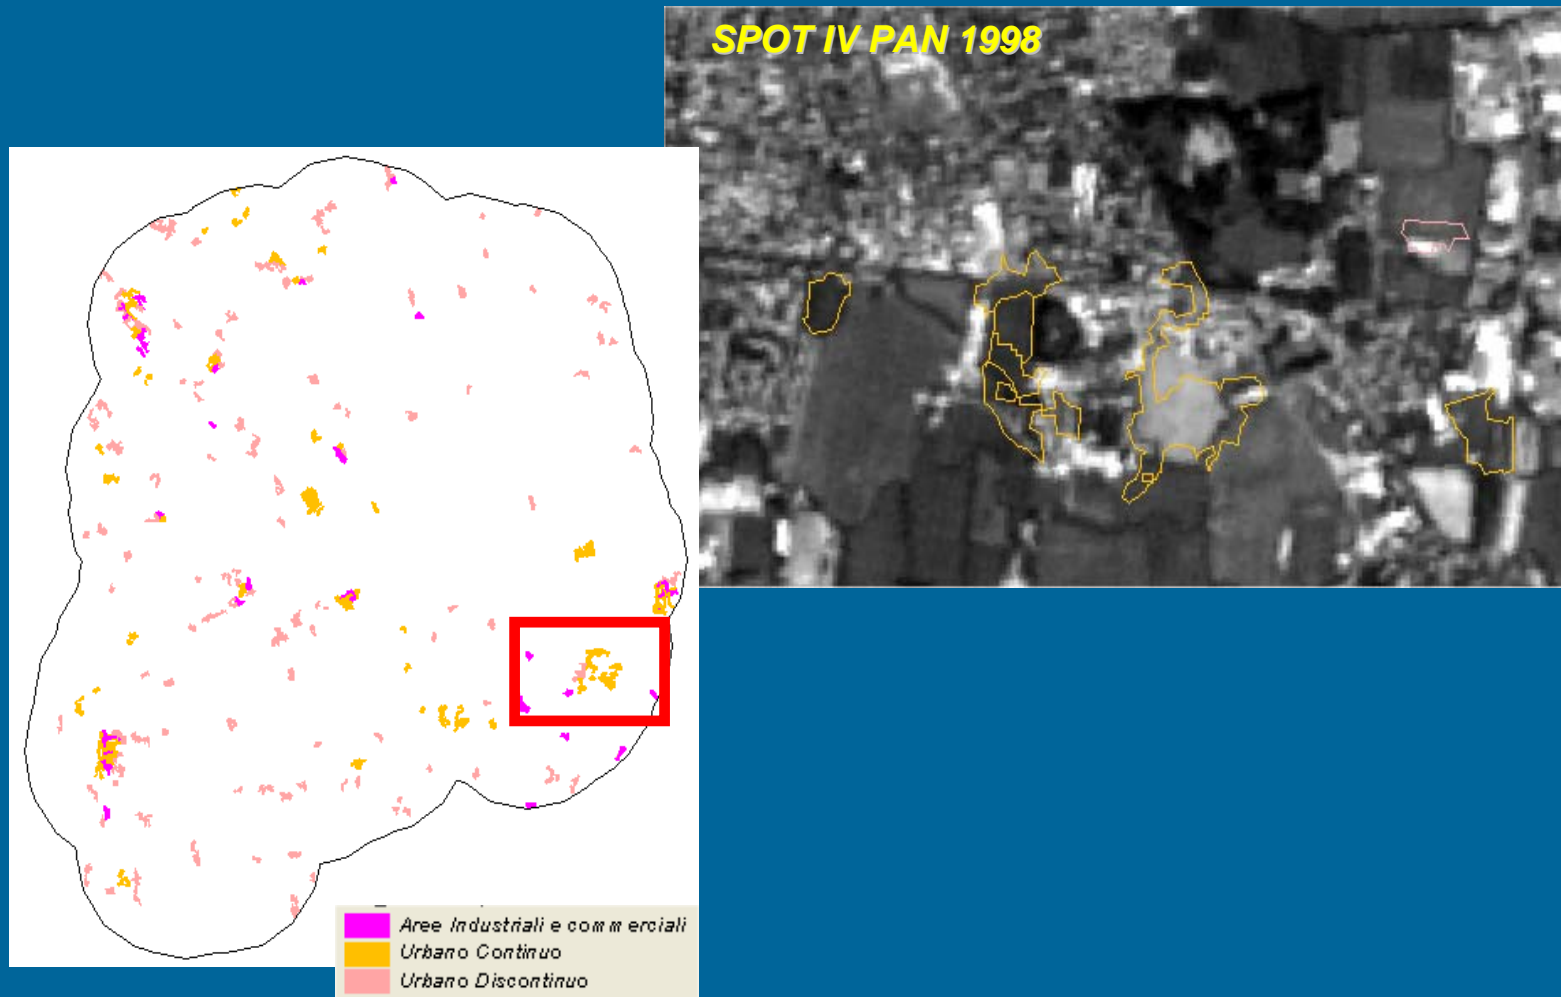 SPOT IV PAN 1998
Aree Industriali e commerciali
Urbano Continuo
Urbano Discontinuo